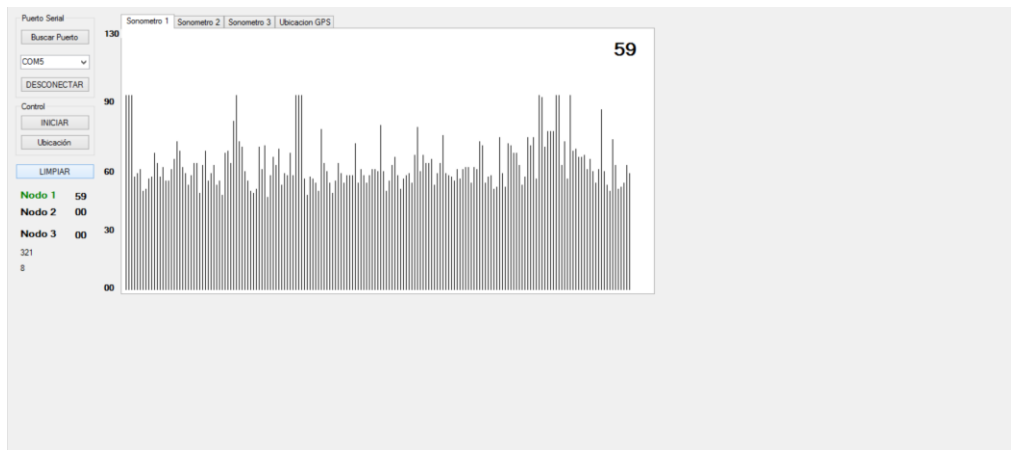 Puerto Serial
Buscar Puerto
COM5
DESCONECTAR
Control
INICIAR
Ubicación
LIMPIAR
Nodo 1 59
Nodo 2 00
Nodo 3 00
321
8
Sonometro 1 Sonometro 2 Sonometro 3 Ubicacion GPS
130
59
90
60
30
00